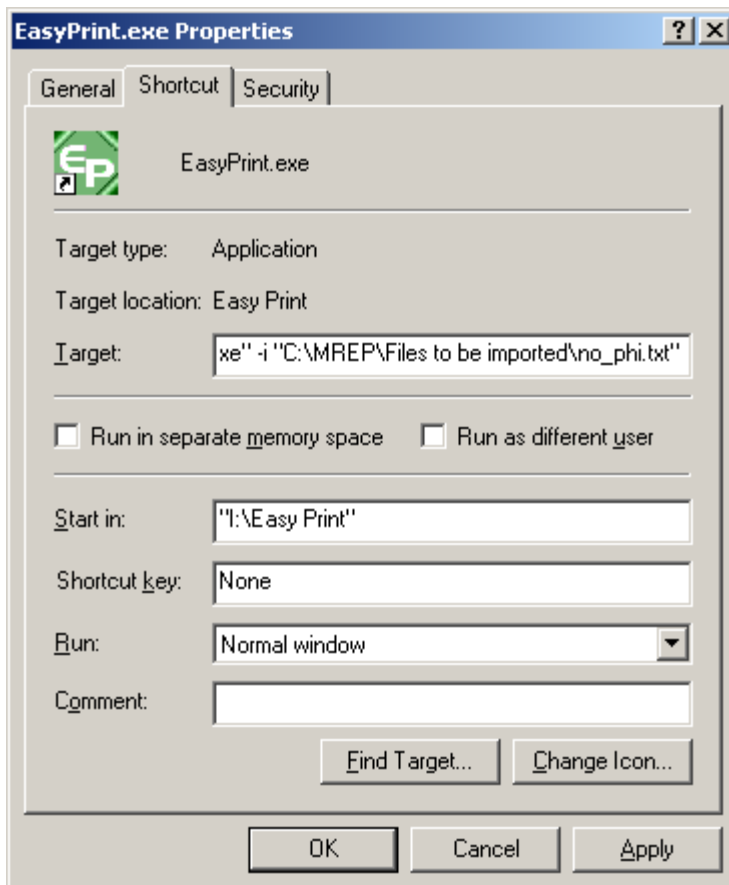 EasyPrint.exe Properties
General Shortcut Security
EP EasyPrint.exe
Target type: Application
Target location: Easy Print
Target: xe" -i "C:\MREP\Files to be imported\no_phi.txt"
Run in separate memory space Run as different user
Start in: "I:\Easy Print"
Shortcut key: None
Run: Normal window
Comment:
Find Target... Change Icon...
OK Cancel Apply